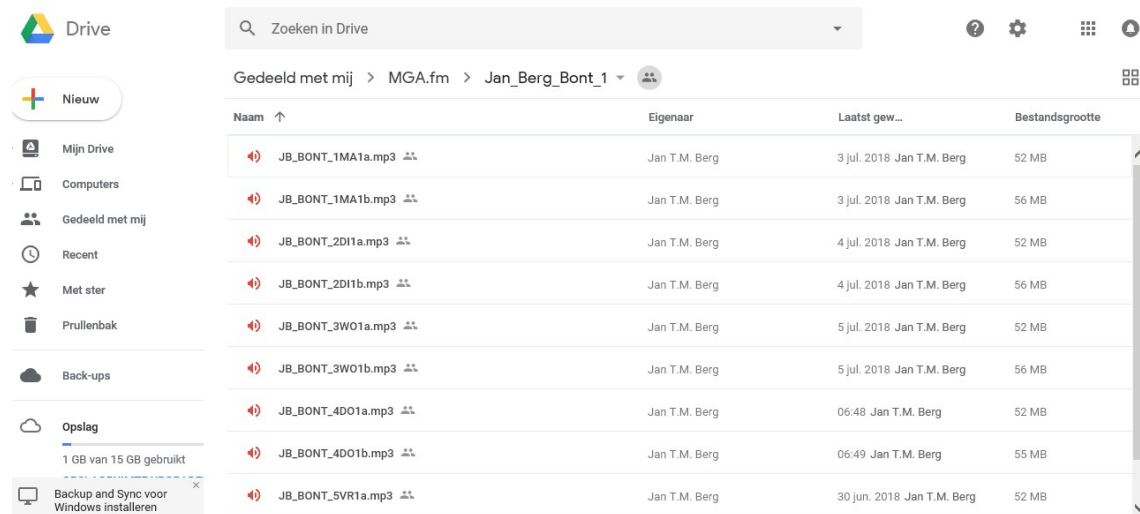 Drive
Zoeken in Drive
Gedeeld met mij > MGA.fm > Jan_Berg_Bont_1
Nieuw
Mijn Drive
Computers
Gedeeld met mij
Recent
Met ster
Prullenbak
Back-ups
Opslag
1 GB van 15 GB gebruikt
Backup and Sync voor
Windows installeren
Naam Eigenaar Laatst gew... Bestandsgrootte
JB_BONT_1MA1a.mp3 Jan T.M. Berg 3 jul. 2018 Jan T.M. Berg 52 MB
JB_BONT_1MA1b.mp3 Jan T.M. Berg 3 jul. 2018 Jan T.M. Berg 56 MB
JB_BONT_2DI1a.mp3 Jan T.M. Berg 4 jul. 2018 Jan T.M. Berg 52 MB
JB_BONT_2DI1b.mp3 Jan T.M. Berg 4 jul. 2018 Jan T.M. Berg 56 MB
JB_BONT_3WO1a.mp3 Jan T.M. Berg 5 jul. 2018 Jan T.M. Berg 52 MB
JB_BONT_3WO1b.mp3 Jan T.M. Berg 5 jul. 2018 Jan T.M. Berg 56 MB
JB_BONT_4DO1a.mp3 Jan T.M. Berg 06:48 Jan T.M. Berg 52 MB
JB_BONT_4DO1b.mp3 Jan T.M. Berg 06:49 Jan T.M. Berg 55 MB
JB_BONT_5VR1a.mp3 Jan T.M. Berg 30 jun. 2018 Jan T.M. Berg 52 MB